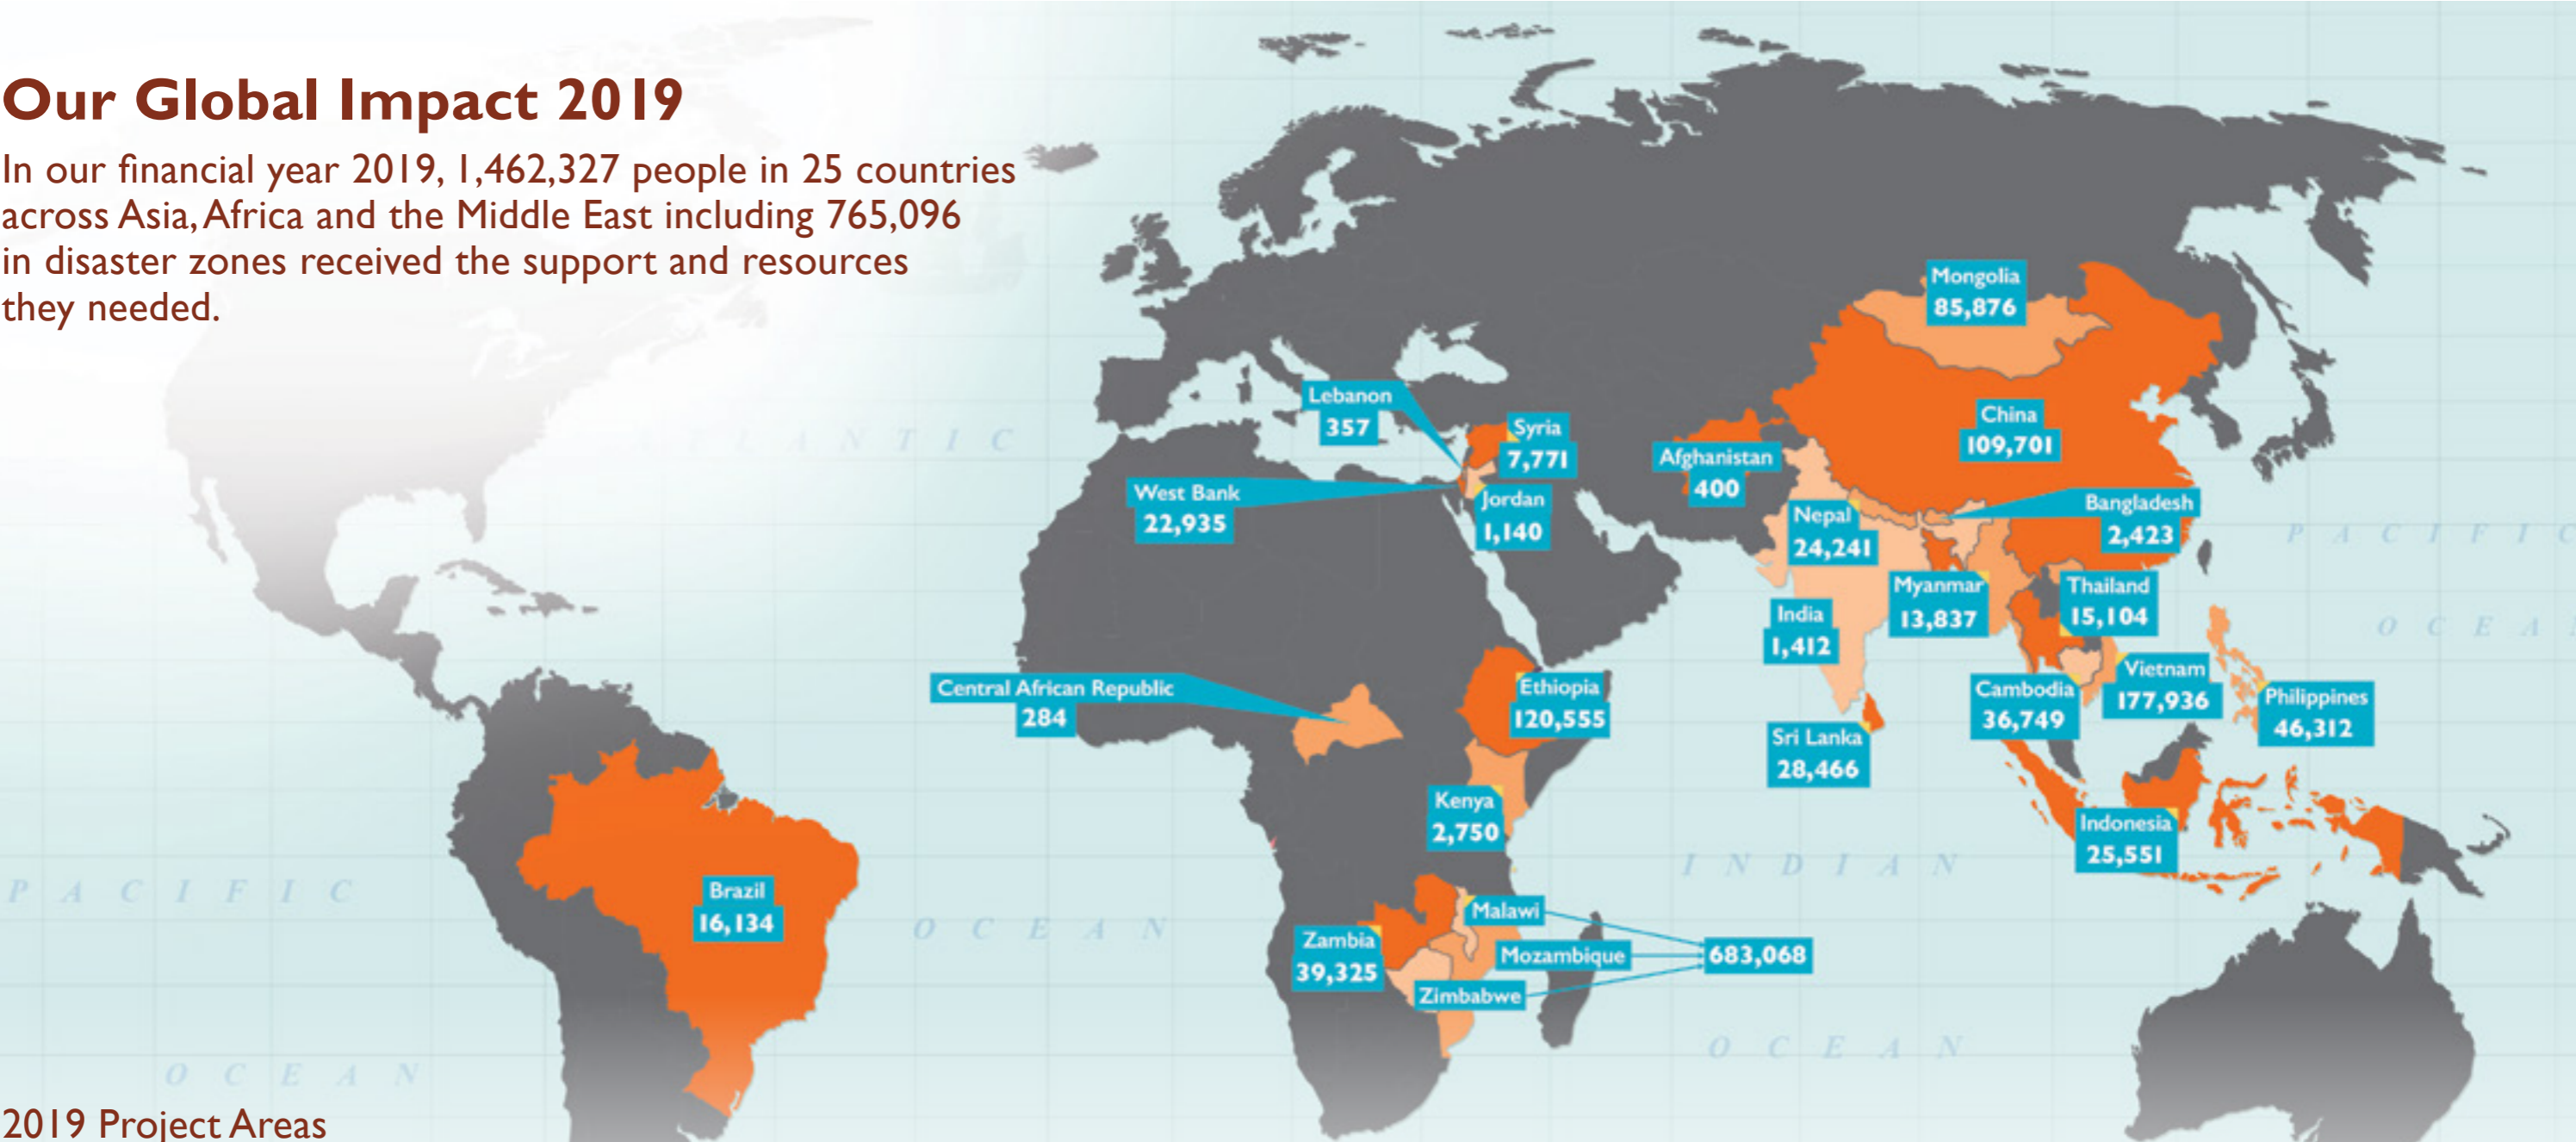 Our Global Impact 2019
In our financial year 2019, 1,462,327 people in 25 countries
across Asia, Africa and the Middle East including 765,096
in disaster zones received the support and resources
they needed.
Mongolia
85,876
Lebanon
357
China
109,701
Syria
7,771
Afghanistan
400
West Bank
22,935
Jordan
1,140
Bangladesh
2,423
Nepal
24,241
Myanmar
13,837
Thailand
15,104
India
1,412
Central African Republic
284
Ethiopia
120,555
Vietnam
177,936
Cambodia
36,749
Philippines
46,312
Sri Lanka
28,466
Kenya
2,750
Indonesia
25,551
Brazil
16,134
Malawi
Zambia
39,325
Mozambique
683,068
Zimbabwe
ATLANTIC
OCEAN
PACIFIC
OCEAN
PACIFIC
OCEAN
INDIAN
OCEAN
2019 Project Areas